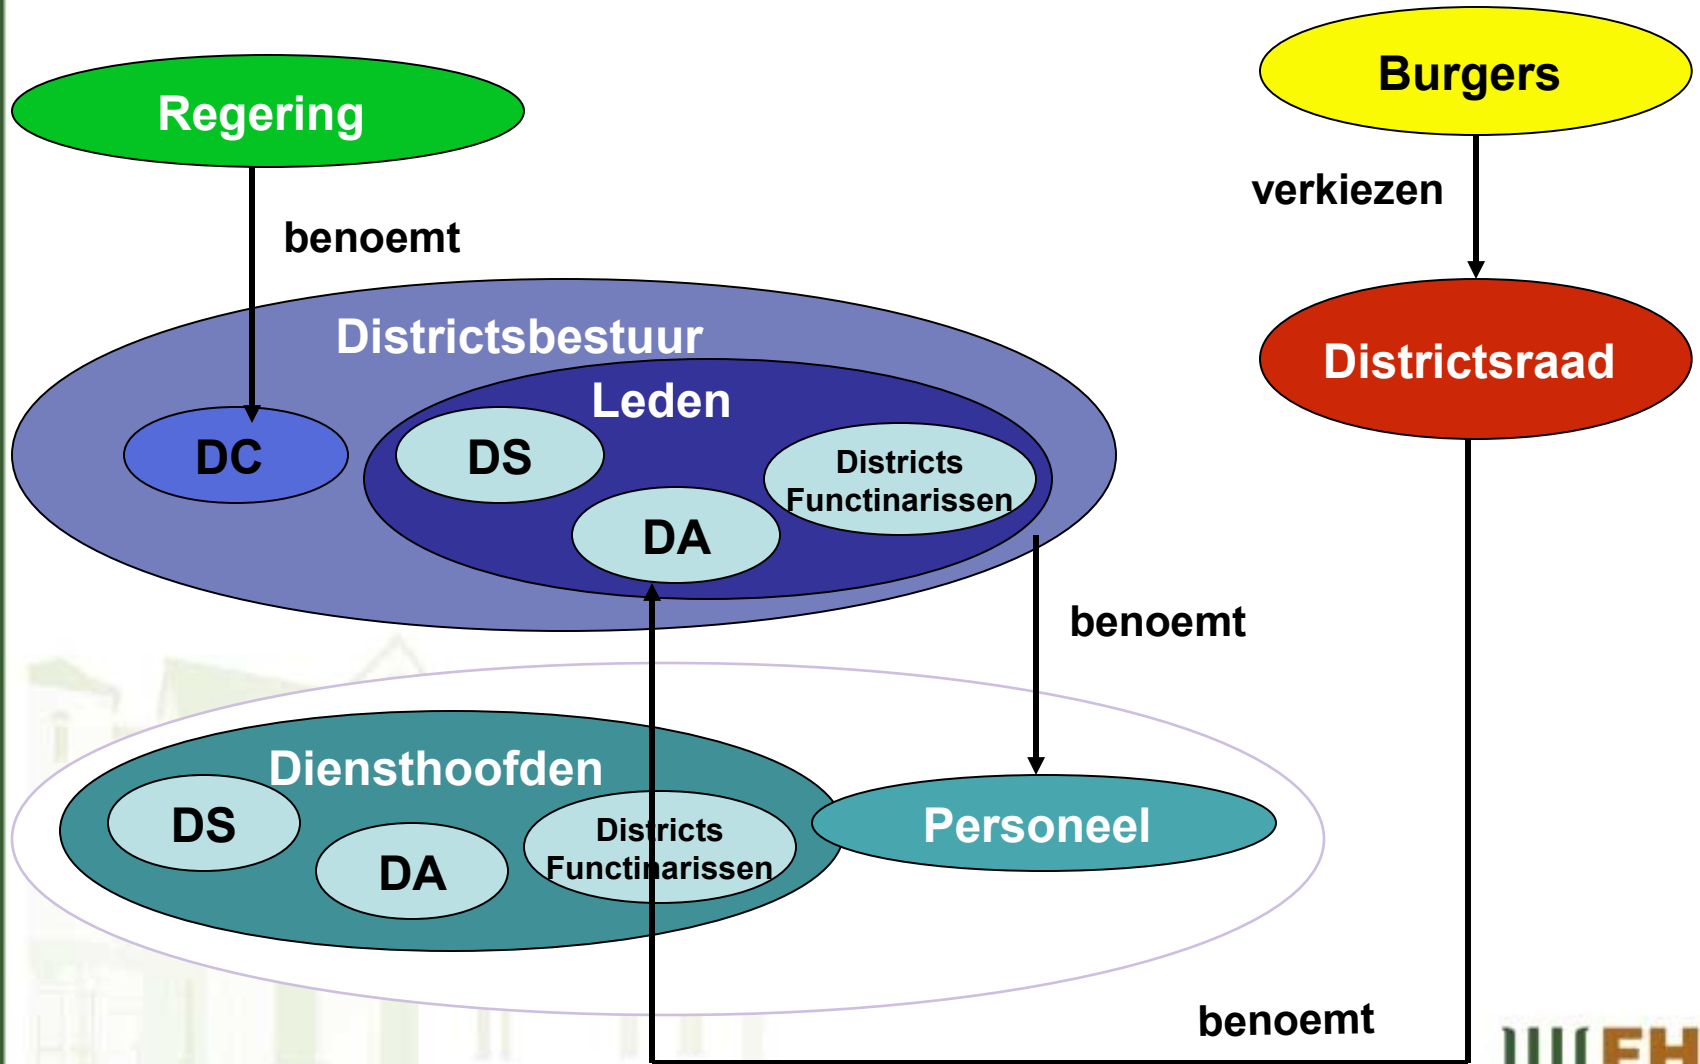 Burgers
Regering
verkiezen
benoemt
Districtsbestuur
Districtsraad
Leden
DC
DS
Districts
Functinarissen
DA
benoemt
Diensthoofden
DS
Districts
Functinarissen
DA
Personeel
benoemt